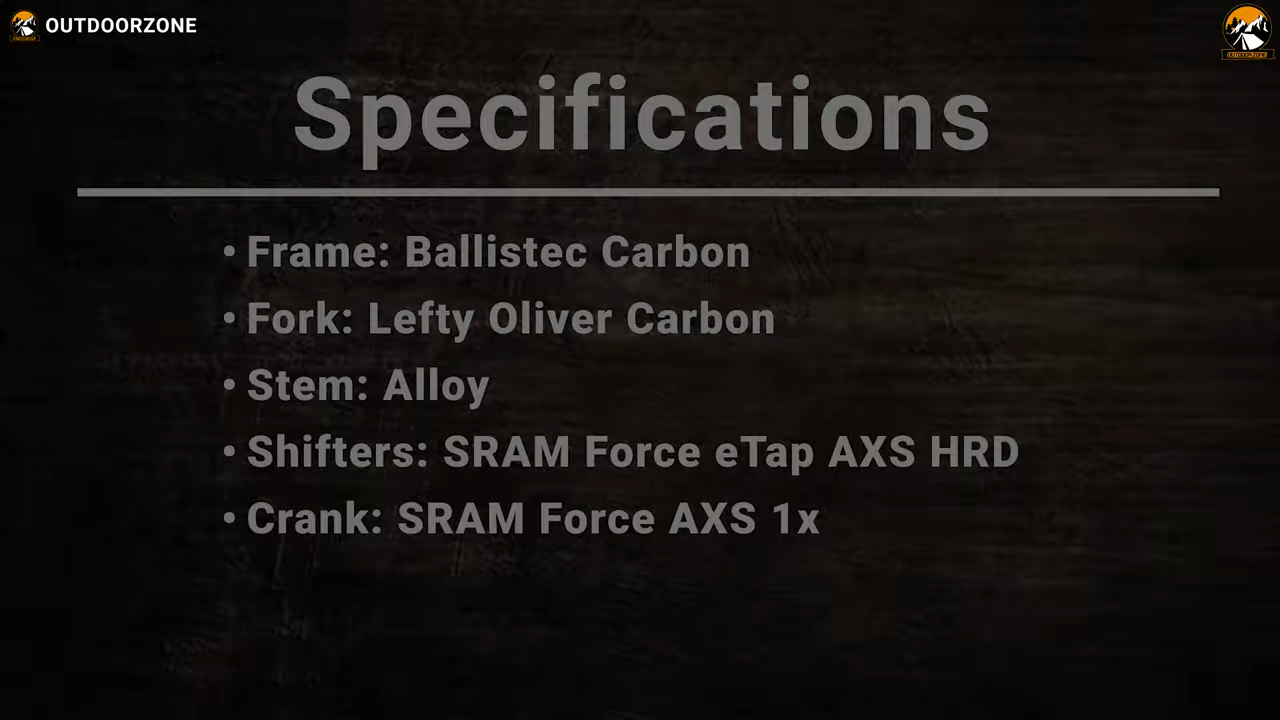 OUTDOORZONE
Specifications
• Frame: Ballistec Carbon
• Fork: Lefty Oliver Carbon
• Stem: Alloy
• Shifters: SRAM Force eTap AXS HRD
• Crank: SRAM Force AXS 1x
OUTDOORZONE